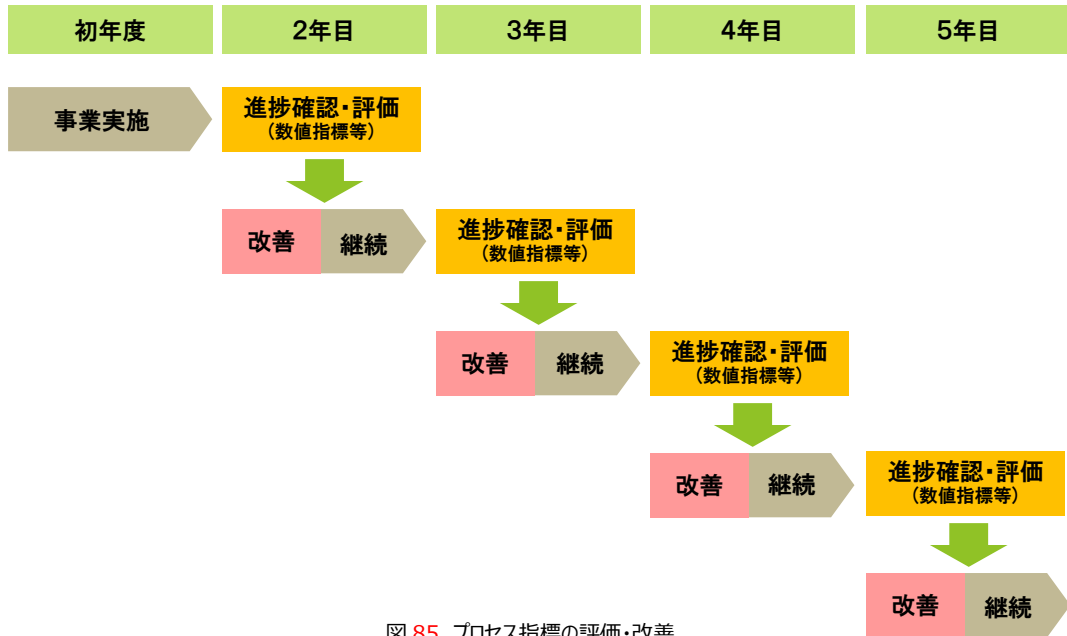 初年度
2年目
3年目
4年目
5年目
事業実施
進捗確認・評価
(数値指標等)
改善
継続
進捗確認・評価
(数値指標等)
改善
継続
進捗確認・評価
(数値指標等)
改善
継続
進捗確認・評価
(数値指標等)
改善
継続
図 85 プロセス指標の評価・改善